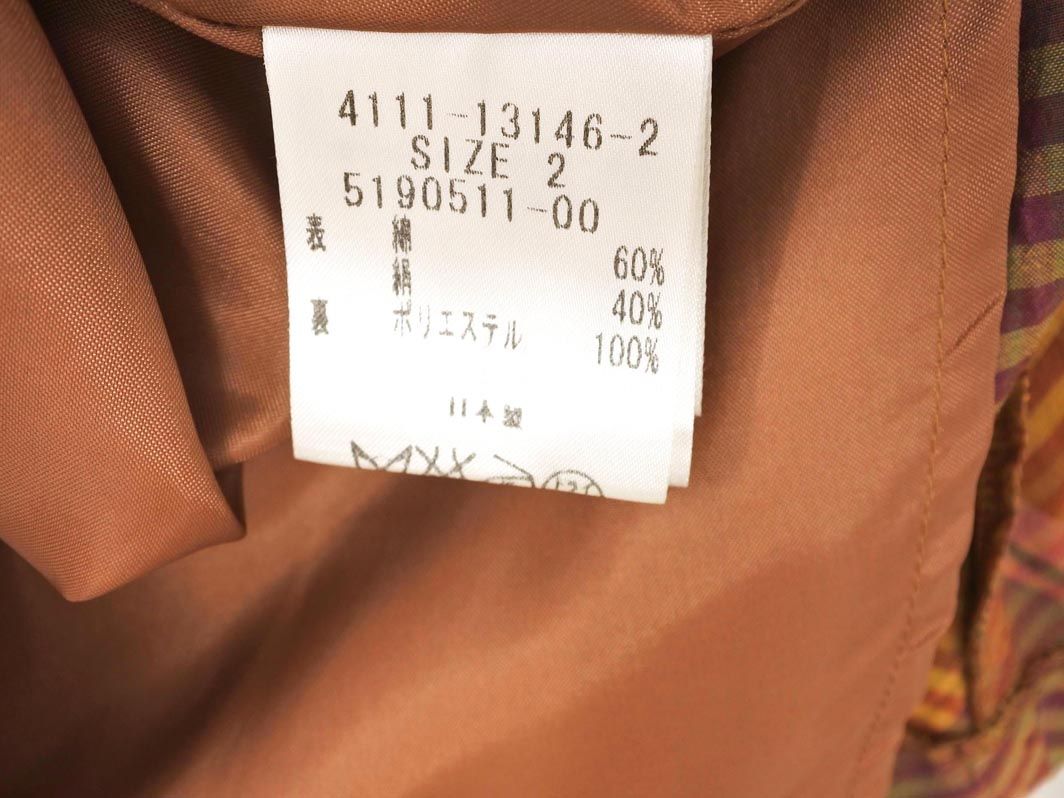 4111-13146-2
SIZE 2
5190511-00
表 綿 60%
絹 40%
裏 ポリエステル 100%
日本製